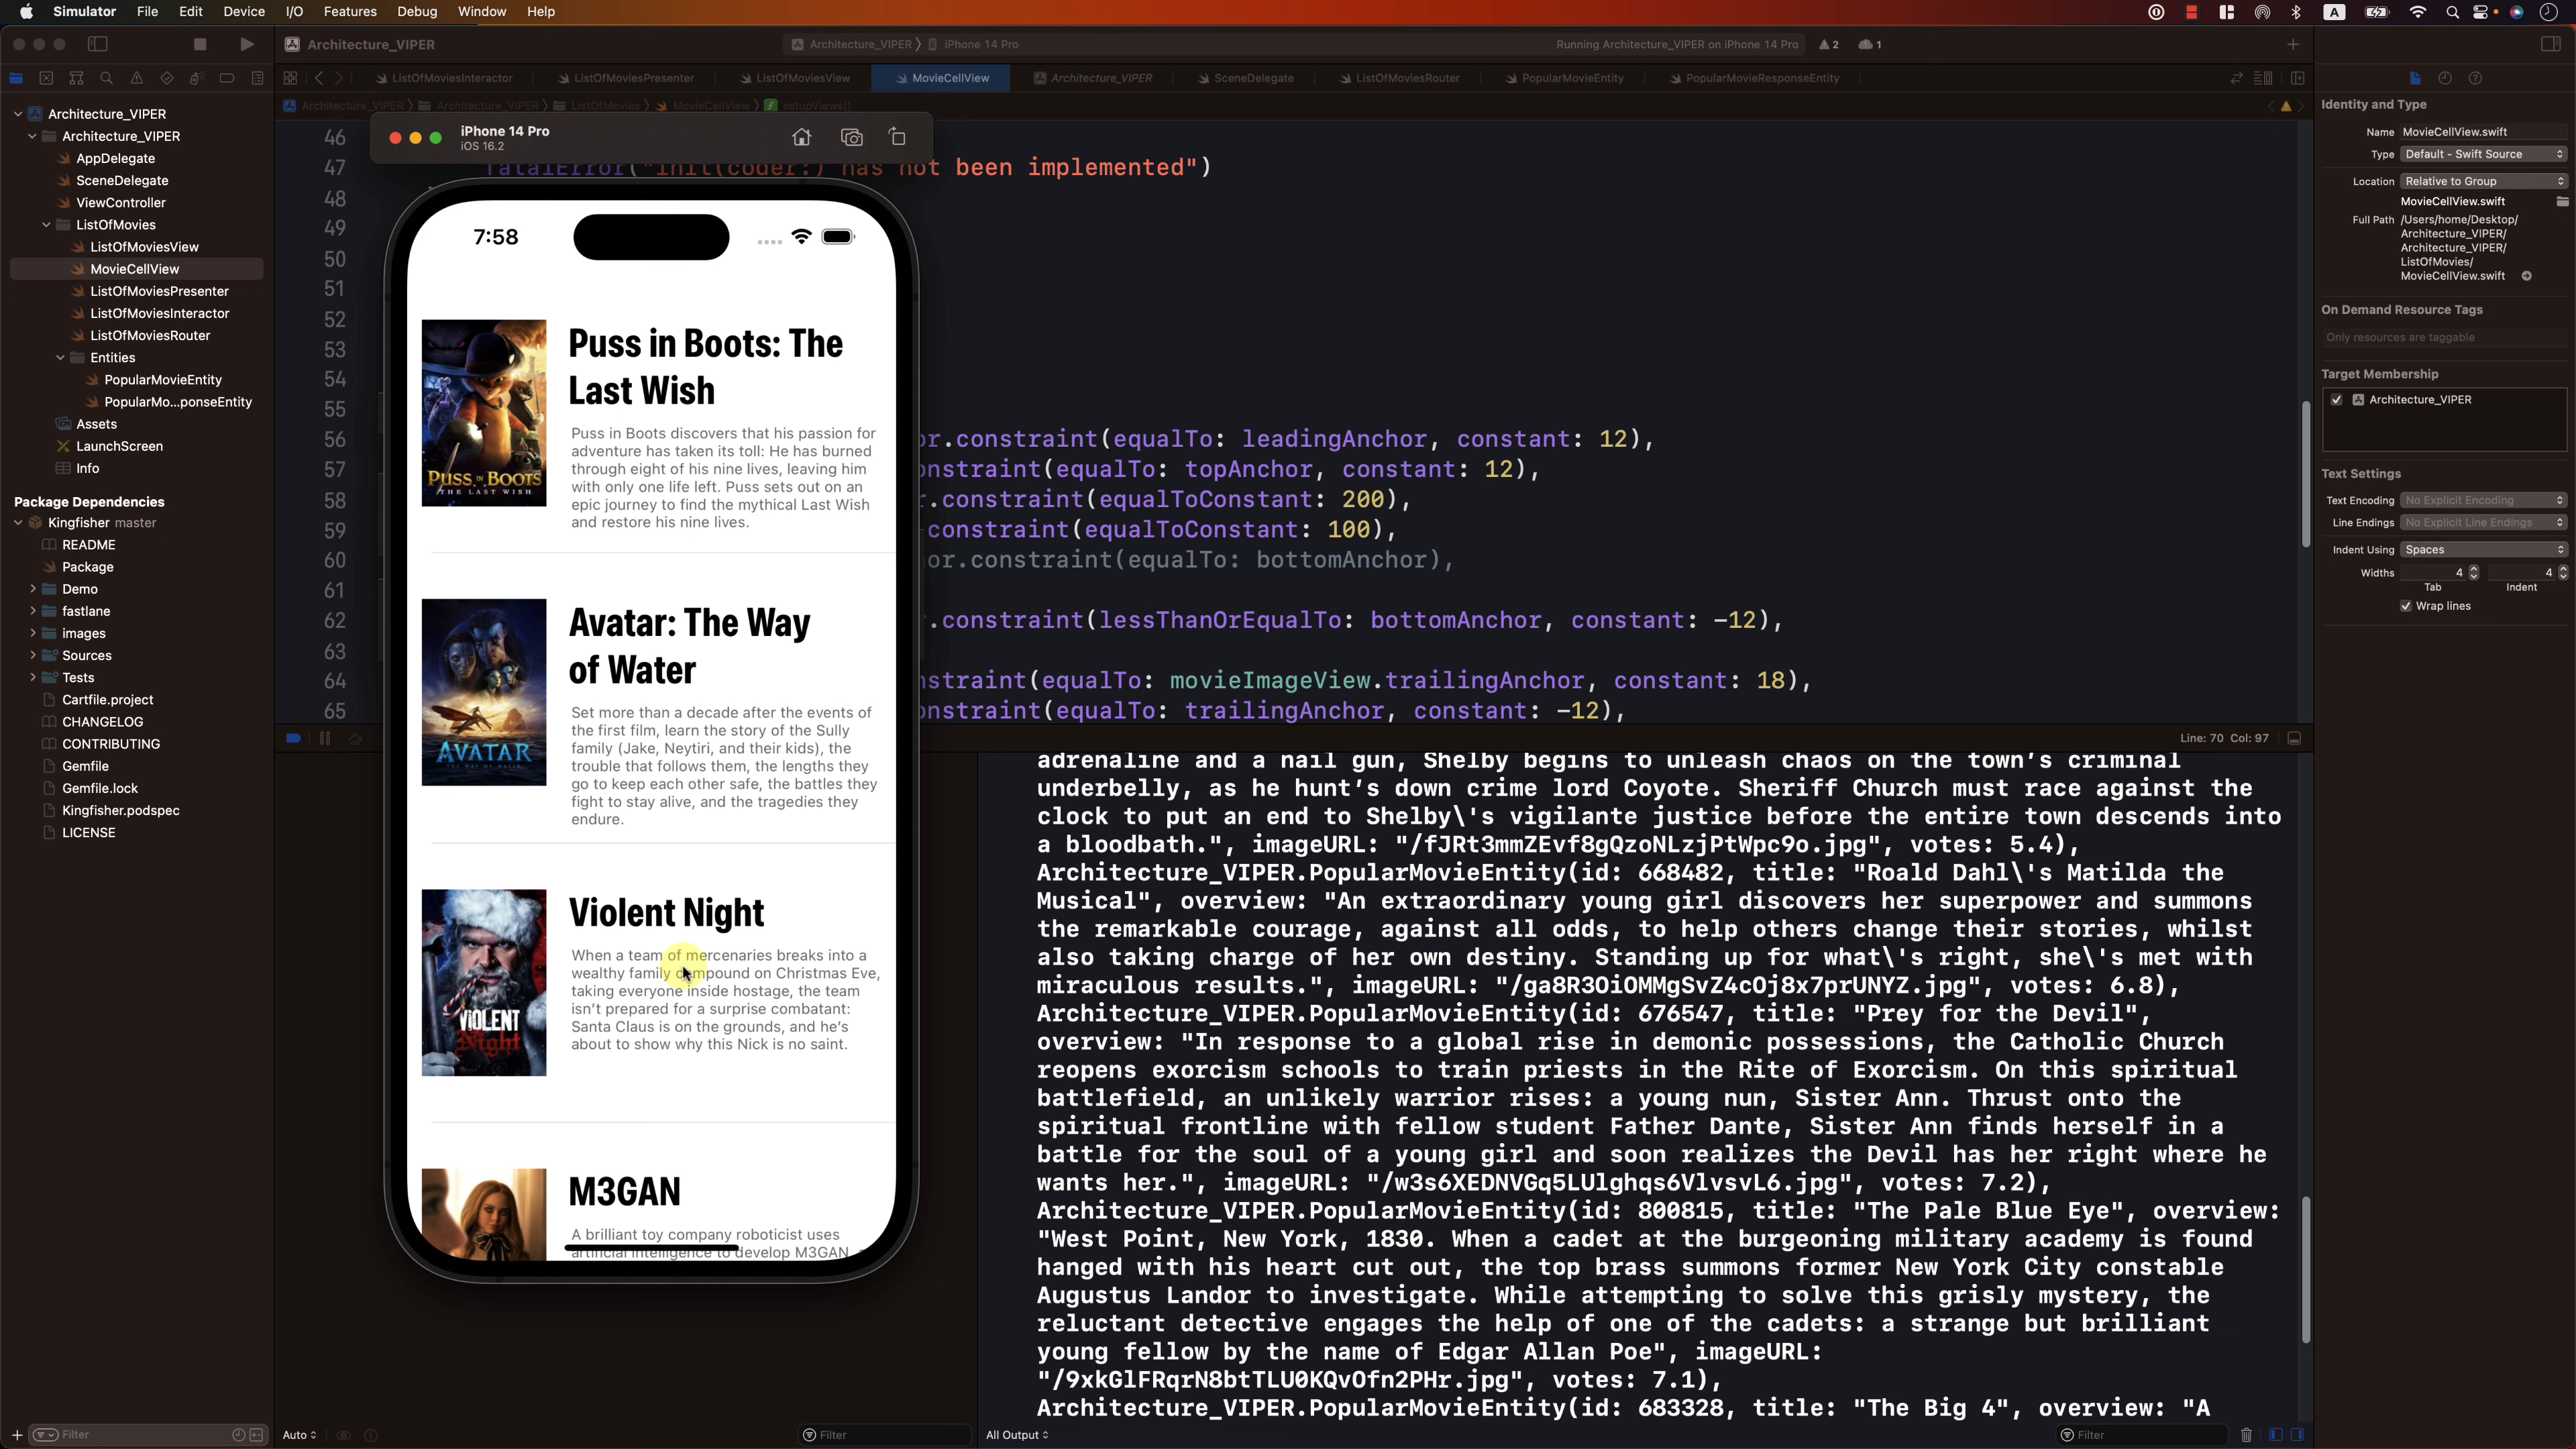 Simulator File Edit Device I/O Features Debug Window Help
A
Architecture_VIPER
Architecture_VIPER 〉 iPhone 14 Pro
Running Architecture_VIPER on iPhone 14 Pro 2 1
ListOfMoviesInteractor ListOfMoviesPresenter ListOfMoviesView MovieCellView Architecture_VIPER SceneDelegate ListOfMoviesRouter PopularMovieEntity PopularMovieResponseEntity
Architecture_VIPER 〉 Architecture_VIPER 〉 ListOfMovies 〉 MovieCellView 〉 setupViews()
Architecture_VIPER
Architecture_VIPER
AppDelegate
SceneDelegate
ViewController
ListOfMovies
ListOfMoviesView
MovieCellView
ListOfMoviesPresenter
ListOfMoviesInteractor
ListOfMoviesRouter
Entities
PopularMovieEntity
PopularMo...ponseEntity
Assets
LaunchScreen
Info
Package Dependencies
Kingfisher master
README
Package
Demo
fastlane
images
Sources
Tests
Cartfile.project
CHANGELOG
CONTRIBUTING
Gemfile
Gemfile.lock
Kingfisher.podspec
LICENSE
Filter
iPhone 14 Pro
iOS 16.2
46
47 fatalError("init(coder:) has not been implemented")
48
49
50
51
52
53
54
55
56 or.constraint(equalTo: leadingAnchor, constant: 12),
57 onstraint(equalTo: topAnchor, constant: 12),
58 r.constraint(equalToConstant: 200),
59 constraint(equalToConstant: 100),
60 or.constraint(equalTo: bottomAnchor),
61
62 .constraint(lessThanOrEqualTo: bottomAnchor, constant: -12),
63
64 nstraint(equalTo: movieImageView.trailingAnchor, constant: 18),
65 onstraint(equalTo: trailingAnchor, constant: -12),
7:58
PUSS IN BOOTS
THE LAST WISH
Puss in Boots: The
Last Wish
Puss in Boots discovers that his passion for
adventure has taken its toll: He has burned
through eight of his nine lives, leaving him
with only one life left. Puss sets out on an
epic journey to find the mythical Last Wish
and restore his nine lives.
AVATAR
THE WAY OF WATER
Avatar: The Way
of Water
Set more than a decade after the events of
the first film, learn the story of the Sully
family (Jake, Neytiri, and their kids), the
trouble that follows them, the lengths they
go to keep each other safe, the battles they
fight to stay alive, and the tragedies they
endure.
VIOLENT
Night
Violent Night
When a team of mercenaries breaks into a
wealthy family compound on Christmas Eve,
taking everyone inside hostage, the team
isn't prepared for a surprise combatant:
Santa Claus is on the grounds, and he's
about to show why this Nick is no saint.
M3GAN
A brilliant toy company roboticist uses
artificial intelligence to develop M3GAN,
Line: 70 Col: 97
adrenaline and a nail gun, Shelby begins to unleash chaos on the town's criminal
underbelly, as he hunt's down crime lord Coyote. Sheriff Church must race against the
clock to put an end to Shelby\'s vigilante justice before the entire town descends into
a bloodbath.", imageURL: "/fJRt3mmZEvf8gQzoNLzjPtWpc9o.jpg", votes: 5.4),
Architecture_VIPER.PopularMovieEntity(id: 668482, title: "Roald Dahl\'s Matilda the
Musical", overview: "An extraordinary young girl discovers her superpower and summons
the remarkable courage, against all odds, to help others change their stories, whilst
also taking charge of her own destiny. Standing up for what\'s right, she\'s met with
miraculous results.", imageURL: "/ga8R3OiOMMgSvZ4cOj8x7prUNYZ.jpg", votes: 6.8),
Architecture_VIPER.PopularMovieEntity(id: 676547, title: "Prey for the Devil",
overview: "In response to a global rise in demonic possessions, the Catholic Church
reopens exorcism schools to train priests in the Rite of Exorcism. On this spiritual
battlefield, an unlikely warrior rises: a young nun, Sister Ann. Thrust onto the
spiritual frontline with fellow student Father Dante, Sister Ann finds herself in a
battle for the soul of a young girl and soon realizes the Devil has her right where he
wants her.", imageURL: "/w3s6XEDNVGq5LUlghqs6VlvsvL6.jpg", votes: 7.2),
Architecture_VIPER.PopularMovieEntity(id: 800815, title: "The Pale Blue Eye", overview:
"West Point, New York, 1830. When a cadet at the burgeoning military academy is found
hanged with his heart cut out, the top brass summons former New York City constable
Augustus Landor to investigate. While attempting to solve this grisly mystery, the
reluctant detective engages the help of one of the cadets: a strange but brilliant
young fellow by the name of Edgar Allan Poe", imageURL:
"/9xkGlFRqrN8btTLU0KQvOfn2PHr.jpg", votes: 7.1),
Architecture_VIPER.PopularMovieEntity(id: 683328, title: "The Big 4", overview: "A
Auto
Filter
All Output
Filter
Identity and Type
Name MovieCellView.swift
Type Default - Swift Source
Location Relative to Group
MovieCellView.swift
Full Path /Users/home/Desktop/
Architecture_VIPER/
Architecture_VIPER/
ListOfMovies/
MovieCellView.swift
On Demand Resource Tags
Only resources are taggable
Target Membership
Architecture_VIPER
Text Settings
Text Encoding No Explicit Encoding
Line Endings No Explicit Line Endings
Indent Using Spaces
Widths 4 4
Tab Indent
Wrap lines